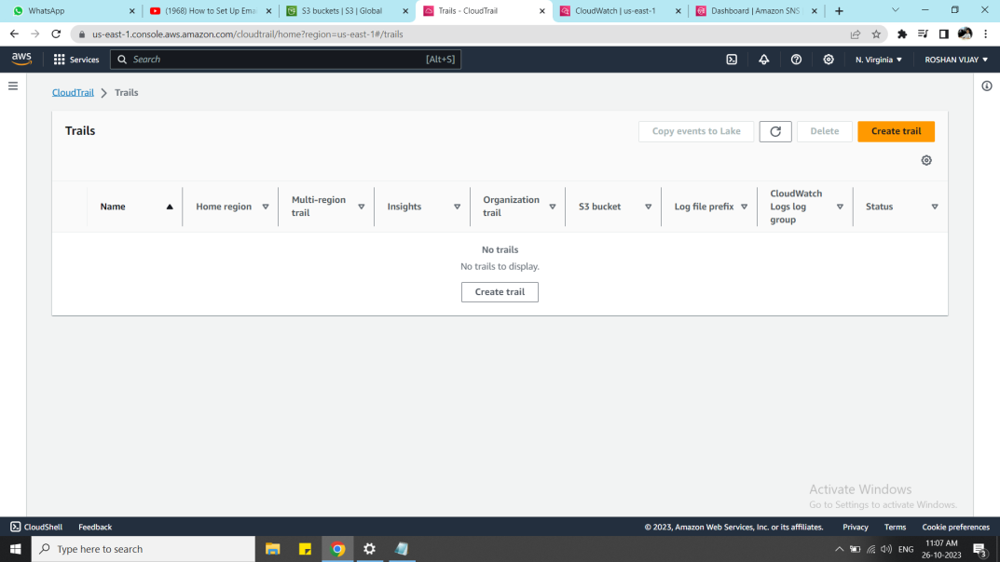 WhatsApp
(1968) How to Set Up Emai
S3 buckets | S3 | Global
Trails - CloudTrail
CloudWatch | us-east-1
Dashboard | Amazon SNS
us-east-1.console.aws.amazon.com/cloudtrail/home?region=us-east-1#/trails
aws
Services
Search
[Alt+S]
N. Virginia
ROSHAN VIJAY
CloudTrail
Trails
Trails
Copy events to Lake
Delete
Create trail
Name
Home region
Multi-region
trail
Insights
Organization
trail
S3 bucket
Log file prefix
CloudWatch
Logs log
group
Status
No trails
No trails to display.
Create trail
Activate Windows
Go to Settings to activate Windows.
CloudShell
Feedback
© 2023, Amazon Web Services, Inc. or its affiliates.
Privacy
Terms
Cookie preferences
Type here to search
ENG
11:07 AM
26-10-2023
3